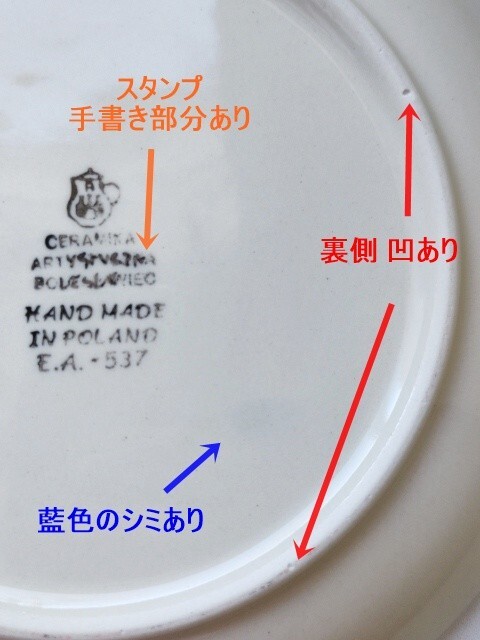 スタンプ
手書き部分あり
CERAMIKA
ARTYSTYCZNA
BOLESŁAWIEC
HAND MADE
IN POLAND
E.A. - 537
裏側 凹あり
藍色のシミあり